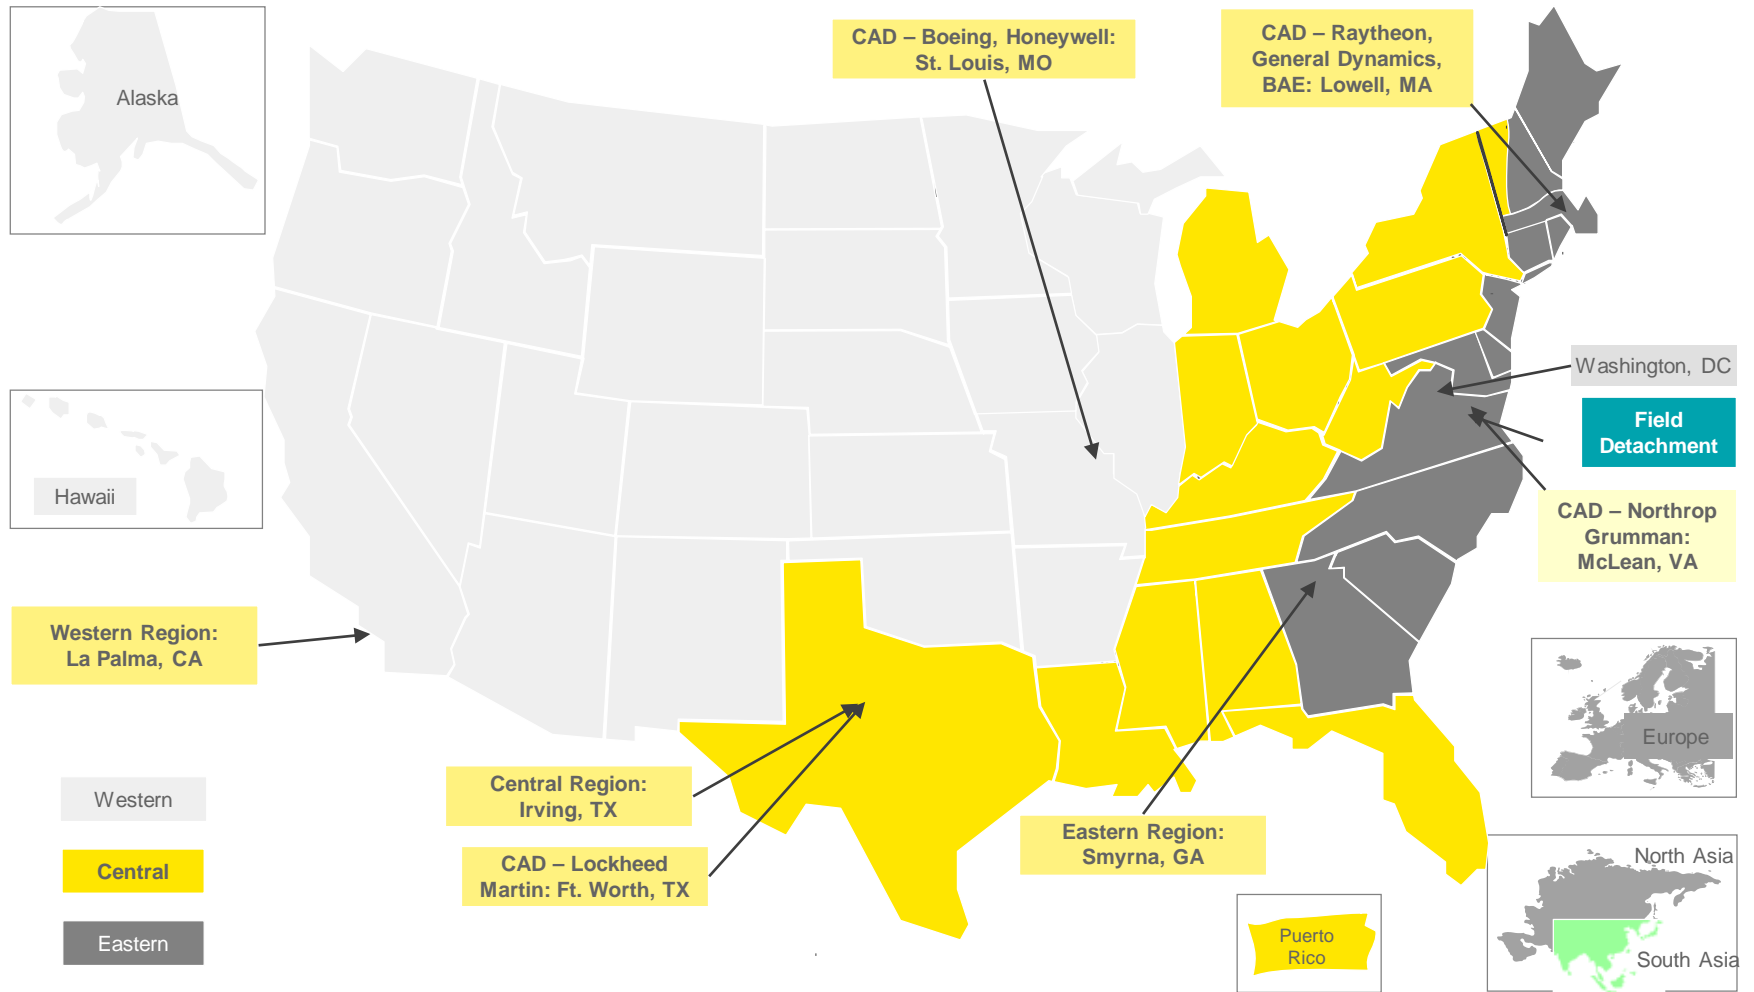 CAD – Boeing, Honeywell:
St. Louis, MO
CAD – Raytheon,
General Dynamics,
BAE: Lowell, MA
Alaska
Washington, DC
Field
Detachment
Hawaii
CAD – Northrop
Grumman:
McLean, VA
Western Region:
La Palma, CA
Europe
Central Region:
Irving, TX
Western
Eastern Region:
Smyrna, GA
CAD – Lockheed
Martin: Ft. Worth, TX
Central
North Asia
Eastern
Puerto
Rico
South Asia